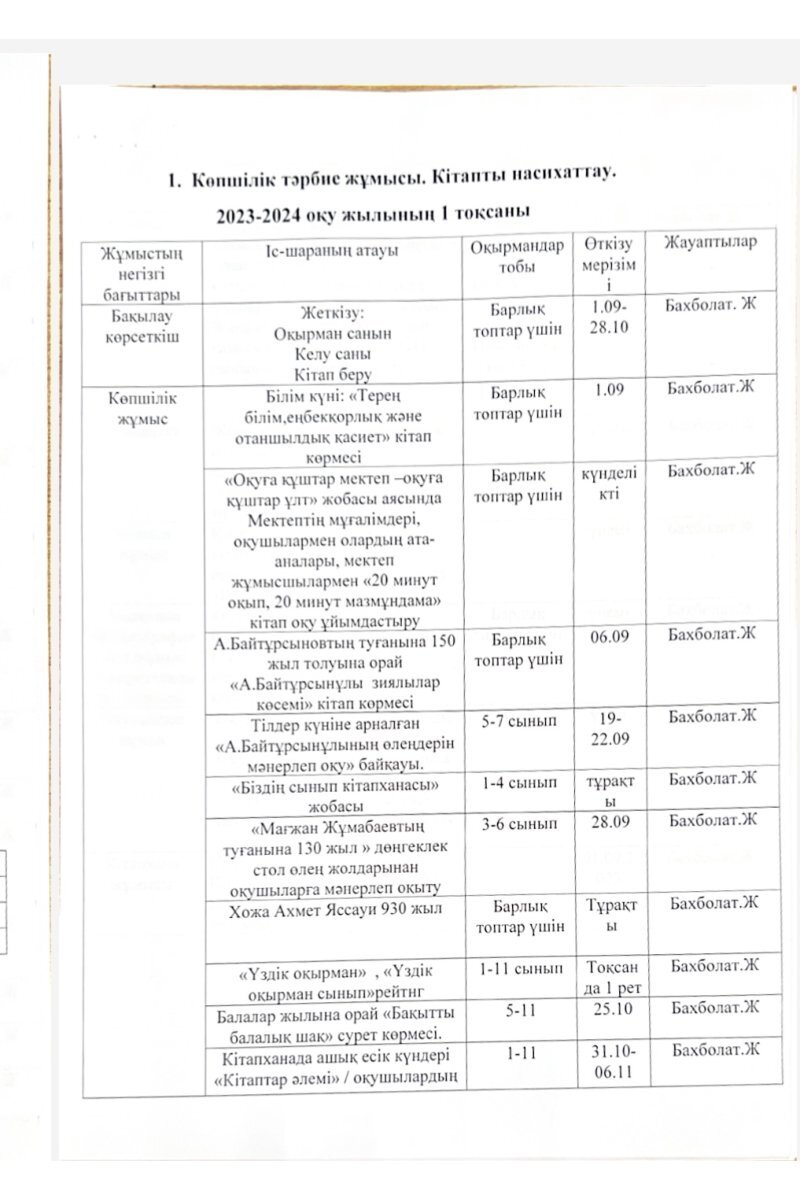 1. Көпшілік тәрбие жұмысы. Кітапты насихаттау.
2023-2024 оқу жылының 1 тоқсаны
Жұмыстың негізгі бағыттары
Іс-шараның атауы
Оқырмандар тобы
Өткізу мерізімі
Жауаптылар
Бақылау көрсеткіш
Жеткізу:
Оқырман санын
Келу саны
Кітап беру
Барлық топтар үшін
1.09-28.10
Бахболат. Ж
Көпшілік жұмыс
Білім күні: «Терең
білім,еңбекқорлық және
отаншылдық қасиет» кітап
көрмесі
Барлық топтар үшін
1.09
Бахболат.Ж
«Оқуға құштар мектеп –оқуға
құштар ұлт» жобасы аясында
Мектептің мұғалімдері,
оқушылармен олардың ата-
аналары, мектеп
жұмысшылармен «20 минут
оқып, 20 минут мазмұндама»
кітап оқу ұйымдастыру
Барлық топтар үшін
күнделікті
Бахболат.Ж
А.Байтұрсыновтың туғанына 150
жыл толуына орай
«А.Байтұрсынұлы зиялылар
көсемі» кітап көрмесі
Барлық топтар үшін
06.09
Бахболат.Ж
Тілдер күніне арналған
«А.Байтұрсынұлының өлеңдерін
мәнерлеп оқу» байқауы.
5-7 сынып
19-22.09
Бахболат.Ж
«Біздің сынып кітапханасы»
жобасы
1-4 сынып
тұрақты
Бахболат.Ж
«Мағжан Жұмабаевтың
туғанына 130 жыл » дөңгеклек
стол өлең жолдарынан
оқушыларға мәнерлеп оқыту
3-6 сынып
28.09
Бахболат.Ж
Хожа Ахмет Яссауи 930 жыл
Барлық топтар үшін
Тұрақты
Бахболат.Ж
«Үздік оқырман» , «Үздік
оқырман сынып»рейтнг
1-11 сынып
Тоқсанда 1 рет
Бахболат.Ж
Балалар жылына орай «Бақытты
балалық шақ» сурет көрмесі.
5-11
25.10
Бахболат.Ж
Кітапханада ашық есік күндері
«Кітаптар әлемі» / оқушылардың
1-11
31.10-06.11
Бахболат.Ж